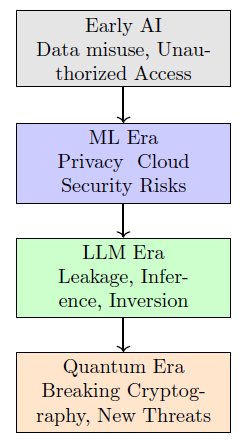 Early AI
Data misuse, Unau-
thorized Access
ML Era
Privacy Cloud
Security Risks
LLM Era
Leakage, Infer-
ence, Inversion
Quantum Era
Breaking Cryptog-
raphy, New Threats